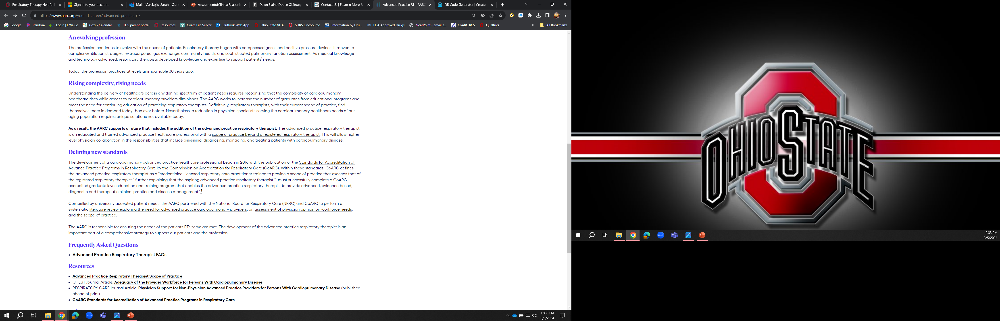 Respiratory Therapy Helpful
Sign in to your account
Mail - Varekojis, Sarah - Outl
AssessmentofClinicalReasoni
Dawn Elaine Douce Obituary
Contact Us | Foam n More &
Advanced Practice RT - AARC
QR Code Generator | Create
https://www.aarc.org/your-rt-career/advanced-practice-rt/
Google
Pandora
Login | E*Value
Cozi • Calendar
TDS parent portal
Resources
Coarc File Server
Outlook Web App
Ohio State VITA
SHRS OneSource
Information by Dru...
FDA Approved Drugs
NearPoint - email a...
CoARC RCS
Qualtrics
»
All Bookmarks
An evolving profession
The profession continues to evolve with the needs of patients. Respiratory therapy began with compressed gases and positive pressure devices. It moved to
complex ventilation strategies, extracorporeal gas exchange, community health, and sophisticated pulmonary function assessment. As medical knowledge
and technology advanced, respiratory therapists developed knowledge and expertise to support patients' needs.
Today, the profession practices at levels unimaginable 30 years ago.
Rising complexity, rising needs
Understanding the delivery of healthcare across a widening spectrum of patient needs requires recognizing that the complexity of cardiopulmonary
healthcare rises while access to cardiopulmonary providers diminishes. The AARC works to increase the number of graduates from educational programs and
meet the need for continuing education of practicing respiratory therapists. Definitively, respiratory therapists, with their current scope of practice, find
themselves more in demand today than ever before. Nevertheless, a reduction in physician specialists serving the cardiopulmonary healthcare needs of our
aging population requires unique solutions not available today.
As a result, the AARC supports a future that includes the addition of the advanced practice respiratory therapist. The advanced-practice respiratory therapist
is an educated and trained advanced-practice healthcare professional with a scope of practice beyond a registered respiratory therapist. This will allow higher-
level physician collaboration in the responsibilities that include assessing, diagnosing, managing, and treating patients with cardiopulmonary disease.
Defining new standards
The development of a cardiopulmonary advanced practice healthcare professional began in 2016 with the publication of the Standards for Accreditation of
Advance Practice Programs in Respiratory Care by the Commission on Accreditation for Respiratory Care (CoARC). Within these standards, CoARC defines
the advanced practice respiratory therapist as a "credentialed, licensed respiratory care practitioner trained to provide a scope of practice that exceeds that of
the registered respiratory therapist," further explaining that the aspiring advanced practice respiratory therapist "…must successfully complete a CoARC-
accredited graduate level education and training program that enables the advanced practice respiratory therapist to provide advanced, evidence-based,
diagnostic and therapeutic clinical practice and disease management."2
Compelled by universally accepted patient needs, the AARC partnered with the National Board for Respiratory Care (NBRC) and CoARC to perform a
systematic literature review exploring the need for advanced practice cardiopulmonary providers, an assessment of physician opinion on workforce needs,
and the scope of practice.
The AARC is responsible for ensuring the needs of the patients RTs serve are met. The development of the advanced practice respiratory therapist is an
important part of a comprehensive strategy to support our patients and the profession.
Frequently Asked Questions
• Advanced Practice Respiratory Therapist FAQs
Resources
• Advanced Practice Respiratory Therapist Scope of Practice
• CHEST Journal Article: Adequacy of the Provider Workforce for Persons With Cardiopulmonary Disease
• RESPIRATORY CARE Journal Article: Physician Support for Non-Physician Advanced Practice Providers for Persons With Cardiopulmonary Disease (published
ahead of print)
• CoARC Standards for Accreditation of Advanced Practice Programs in Respiratory Care
12:33 PM
3/5/2024
OHIO STATE
12:33 PM
3/5/2024